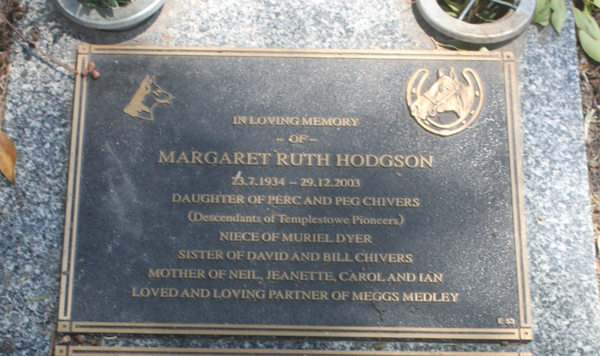 IN LOVING MEMORY
– OF –
MARGARET RUTH HODGSON
23.7.1934 – 29.12.2003
DAUGHTER OF PERC AND PEG CHIVERS
(Descendants of Templestowe Pioneers)
NIECE OF MURIEL DYER
SISTER OF DAVID AND BILL CHIVERS
MOTHER OF NEIL, JEANETTE, CAROL AND IAN
LOVED AND LOVING PARTNER OF MEGGS MEDLEY
E 53